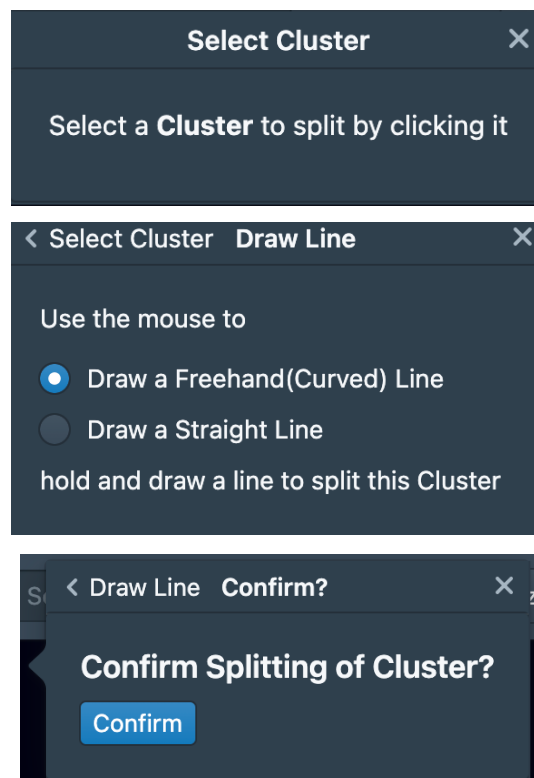 Select Cluster
Select a Cluster to split by clicking it
Select Cluster Draw Line
Use the mouse to
Draw a Freehand(Curved) Line
Draw a Straight Line
hold and draw a line to split this Cluster
Draw Line Confirm?
Confirm Splitting of Cluster?
Confirm